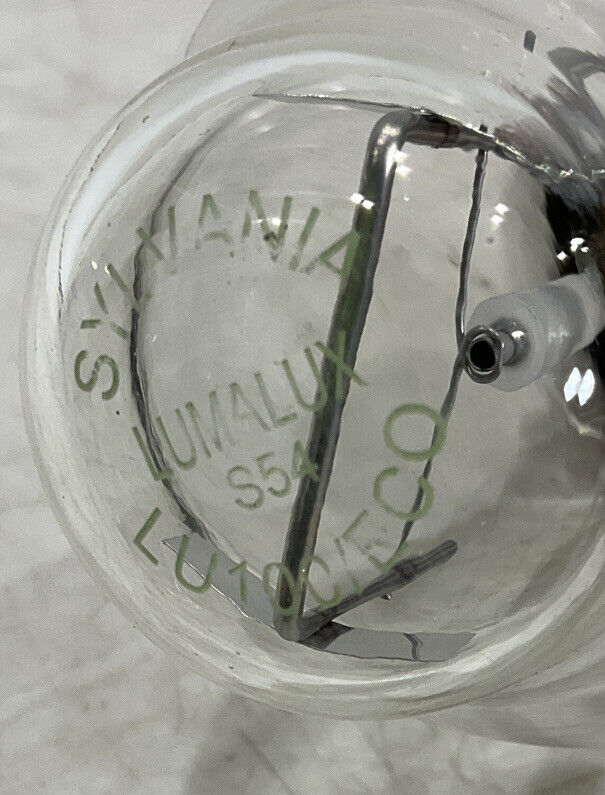 SYLVANIA
LUMALUX
S54
LU100/ECO